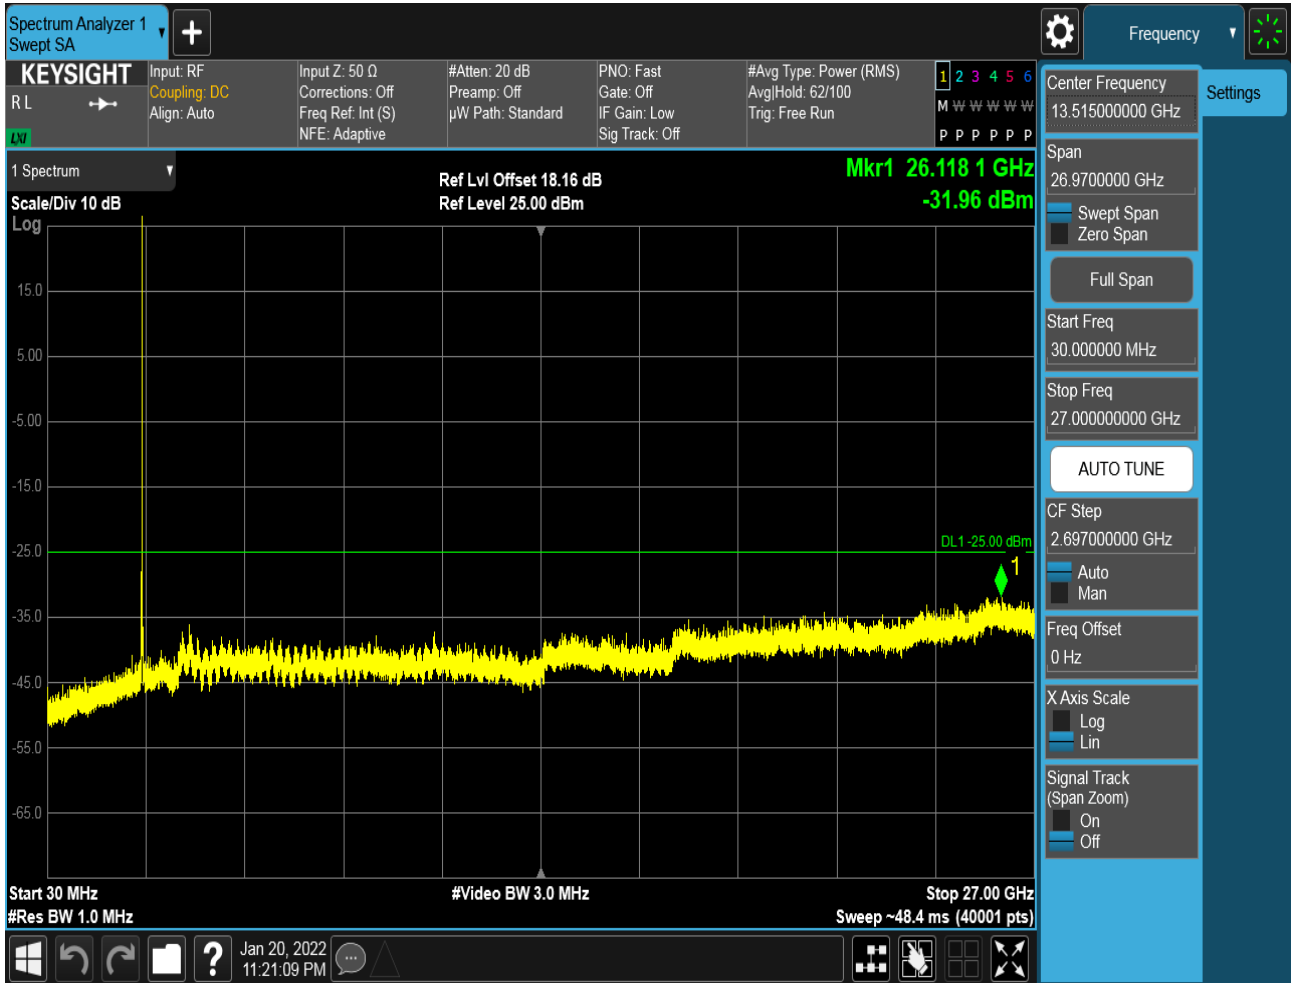 Spectrum Analyzer 1
Swept SA
Frequency
KEYSIGHT
R L
LXI
Input: RF
Coupling: DC
Align: Auto
Input Z: 50 Ω
Corrections: Off
Freq Ref: Int (S)
NFE: Adaptive
#Atten: 20 dB
Preamp: Off
µW Path: Standard
PNO: Fast
Gate: Off
IF Gain: Low
Sig Track: Off
#Avg Type: Power (RMS)
Avg|Hold: 62/100
Trig: Free Run
1 2 3 4 5 6
M W W W W W
P P P P P P
1 Spectrum
Scale/Div 10 dB
Log
Ref Lvl Offset 18.16 dB
Ref Level 25.00 dBm
Mkr1 26.118 1 GHz
-31.96 dBm
15.0
5.00
-5.00
-15.0
-25.0
-35.0
-45.0
-55.0
-65.0
DL1 -25.00 dBm
1
Start 30 MHz
#Res BW 1.0 MHz
#Video BW 3.0 MHz
Stop 27.00 GHz
Sweep ~48.4 ms (40001 pts)
Jan 20, 2022
11:21:09 PM
Center Frequency
13.515000000 GHz
Settings
Span
26.9700000 GHz
Swept Span
Zero Span
Full Span
Start Freq
30.000000 MHz
Stop Freq
27.000000000 GHz
AUTO TUNE
CF Step
2.697000000 GHz
Auto
Man
Freq Offset
0 Hz
X Axis Scale
Log
Lin
Signal Track
(Span Zoom)
On
Off